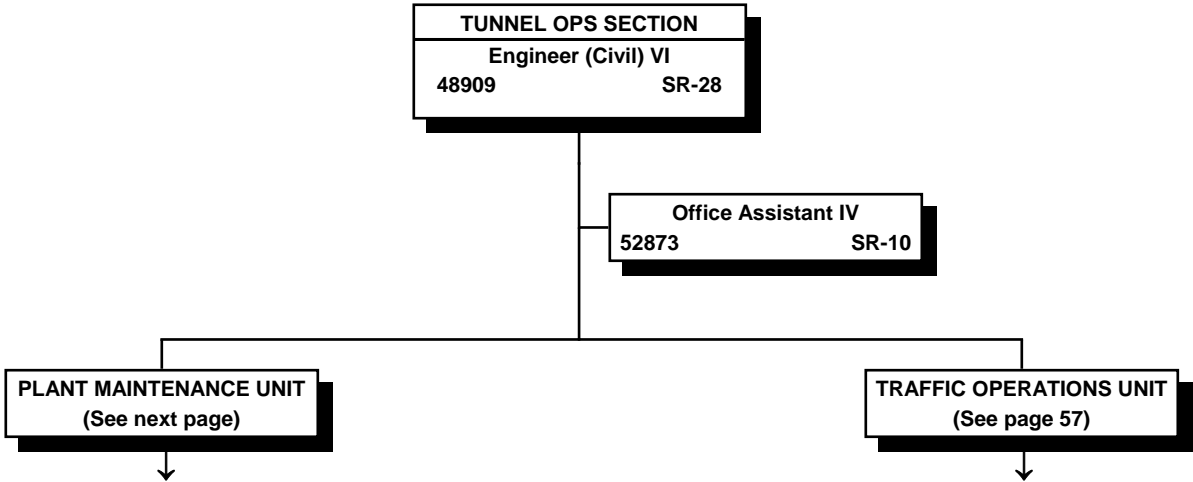 TUNNEL OPS SECTION
Engineer (Civil) VI
48909 SR-28
Office Assistant IV
52873 SR-10
PLANT MAINTENANCE UNIT
(See next page)
TRAFFIC OPERATIONS UNIT
(See page 57)